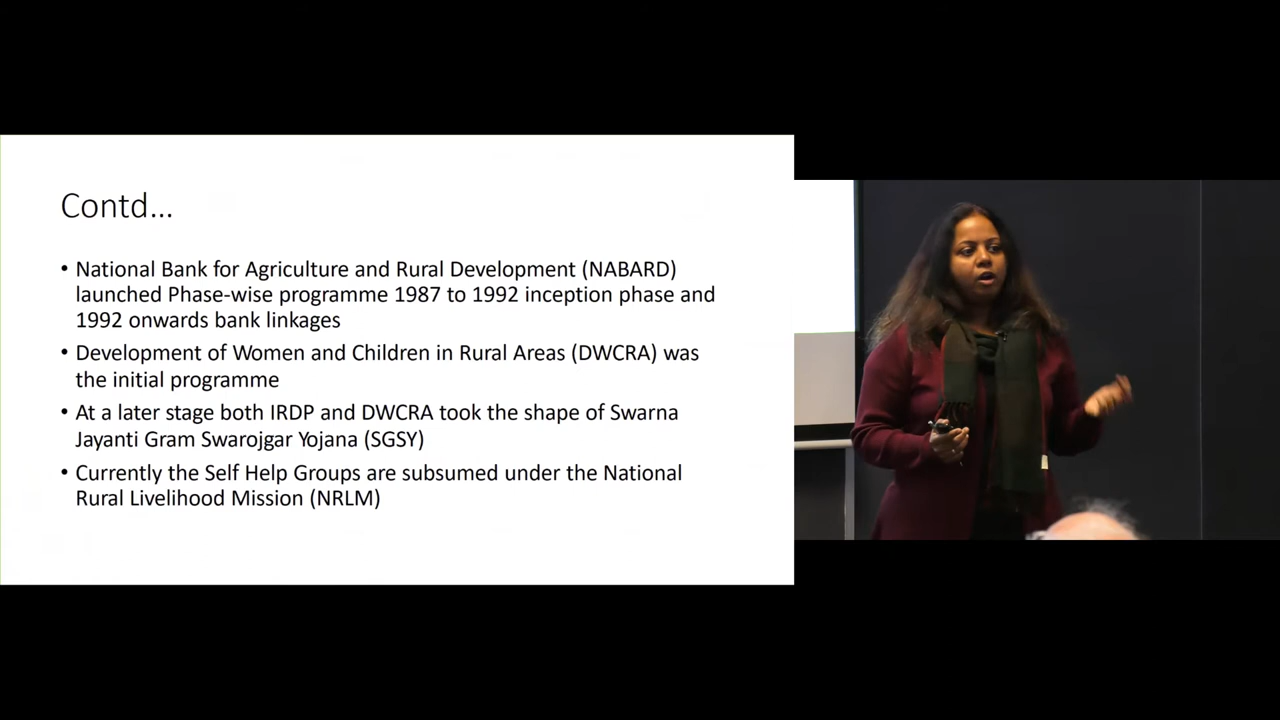 Contd...
• National Bank for Agriculture and Rural Development (NABARD)
launched Phase-wise programme 1987 to 1992 inception phase and
1992 onwards bank linkages
• Development of Women and Children in Rural Areas (DWCRA) was
the initial programme
• At a later stage both IRDP and DWCRA took the shape of Swarna
Jayanti Gram Swarojgar Yojana (SGSY)
• Currently the Self Help Groups are subsumed under the National
Rural Livelihood Mission (NRLM)